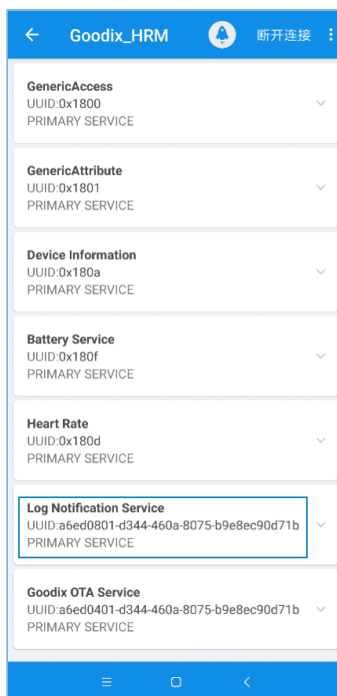 Goodix_HRM 断开连接
GenericAccess
UUID:0x1800
PRIMARY SERVICE
GenericAttribute
UUID:0x1801
PRIMARY SERVICE
Device Information
UUID:0x180a
PRIMARY SERVICE
Battery Service
UUID:0x180f
PRIMARY SERVICE
Heart Rate
UUID:0x180d
PRIMARY SERVICE
Log Notification Service
UUID:a6ed0801-d344-460a-8075-b9e8ec90d71b
PRIMARY SERVICE
Goodix OTA Service
UUID:a6ed0401-d344-460a-8075-b9e8ec90d71b
PRIMARY SERVICE